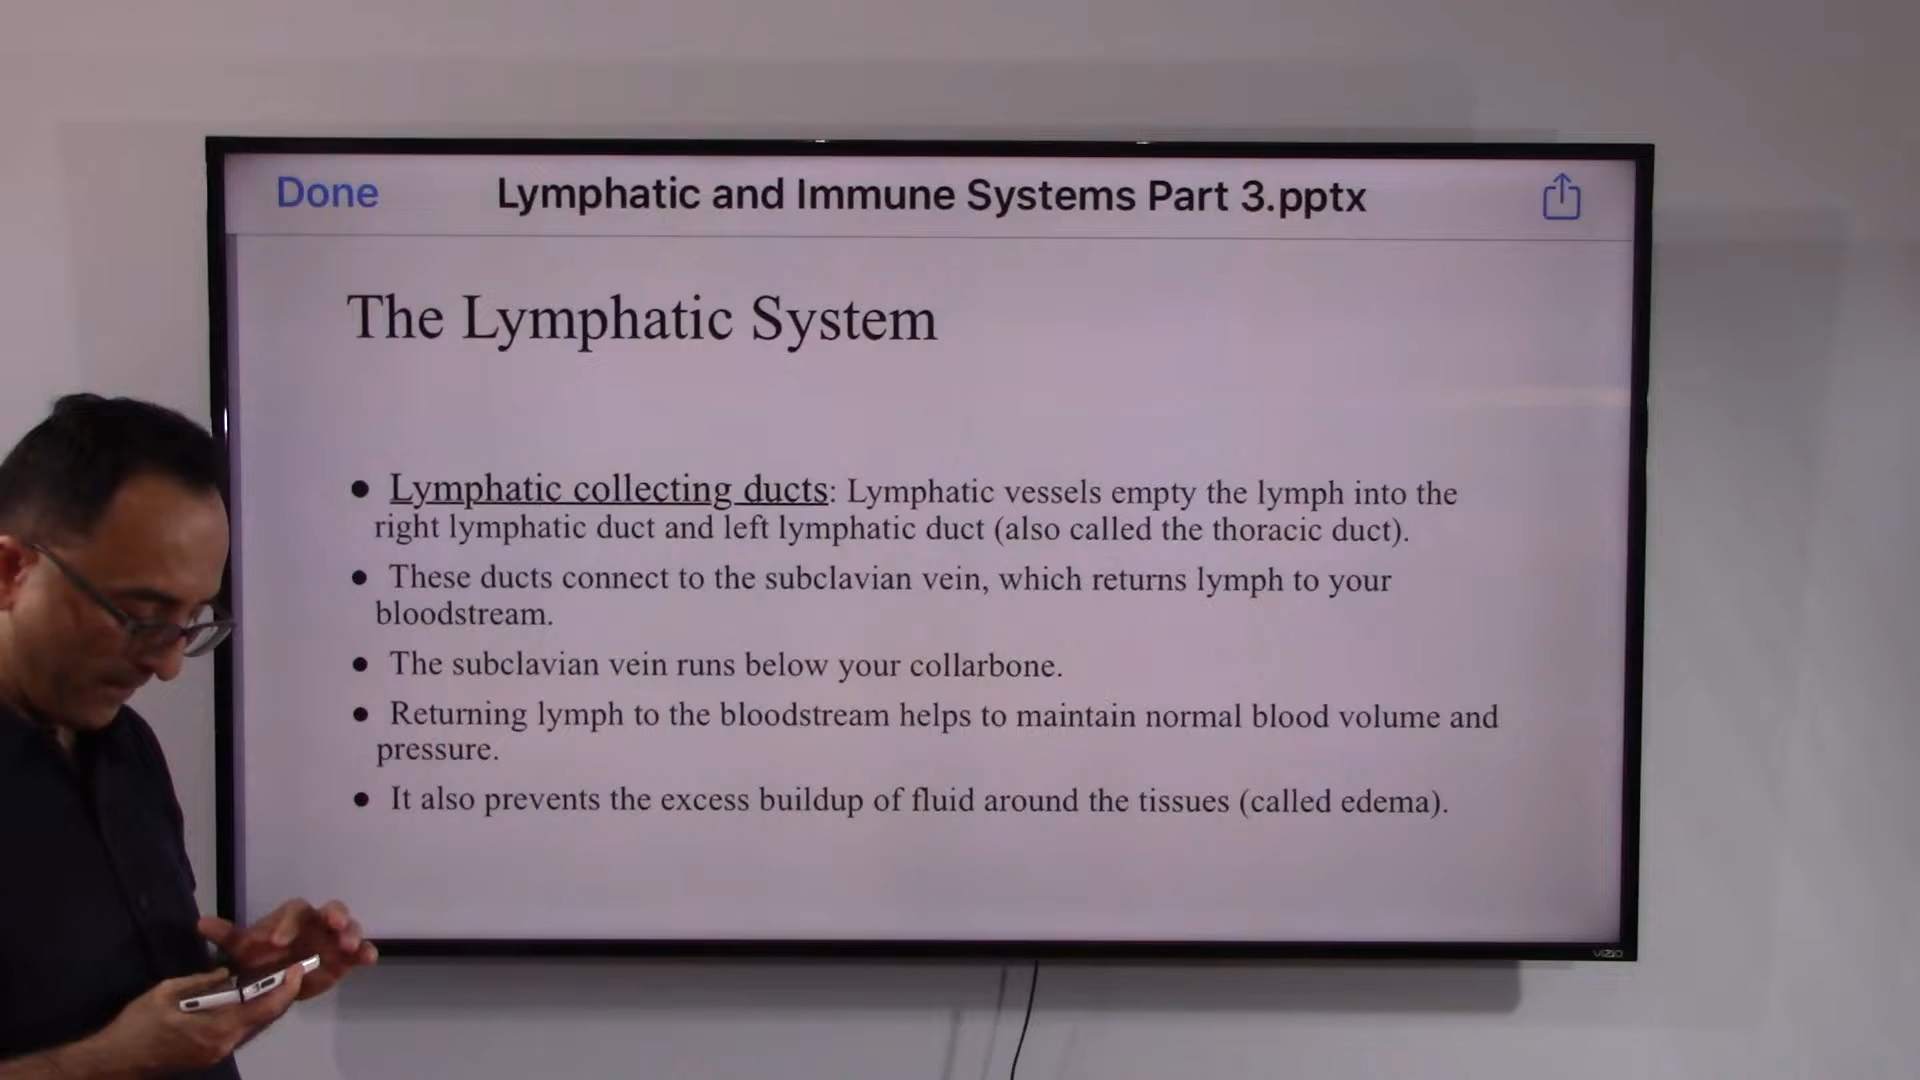 Done
Lymphatic and Immune Systems Part 3.pptx
The Lymphatic System
● Lymphatic collecting ducts: Lymphatic vessels empty the lymph into the
right lymphatic duct and left lymphatic duct (also called the thoracic duct).
● These ducts connect to the subclavian vein, which returns lymph to your
bloodstream.
● The subclavian vein runs below your collarbone.
● Returning lymph to the bloodstream helps to maintain normal blood volume and
pressure.
● It also prevents the excess buildup of fluid around the tissues (called edema).
VIZIO